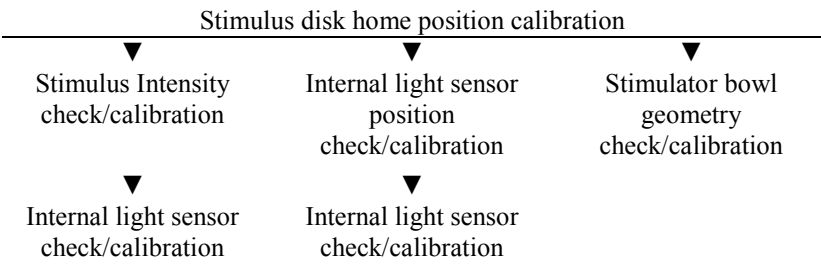 Stimulus disk home position calibration
▼ ▼ ▼
Stimulus Intensity
check/calibration
Internal light sensor
position
check/calibration
Stimulator bowl
geometry
check/calibration
▼ ▼
Internal light sensor
check/calibration
Internal light sensor
check/calibration